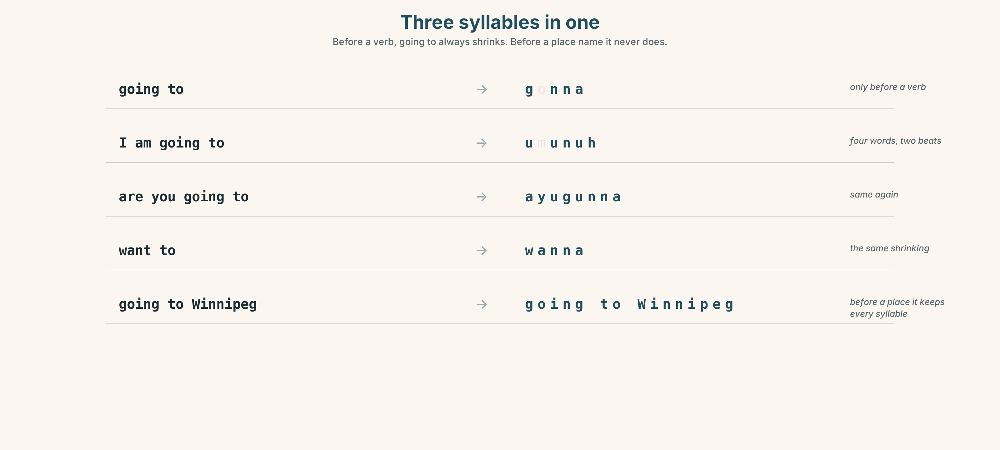 Three syllables in one
Before a verb, going to always shrinks. Before a place name it never does.
going to → gonna only before a verb
I am going to → umunuh four words, two beats
are you going to → ayugunna same again
want to → wanna the same shrinking
going to Winnipeg → going to Winnipeg before a place it keeps
every syllable